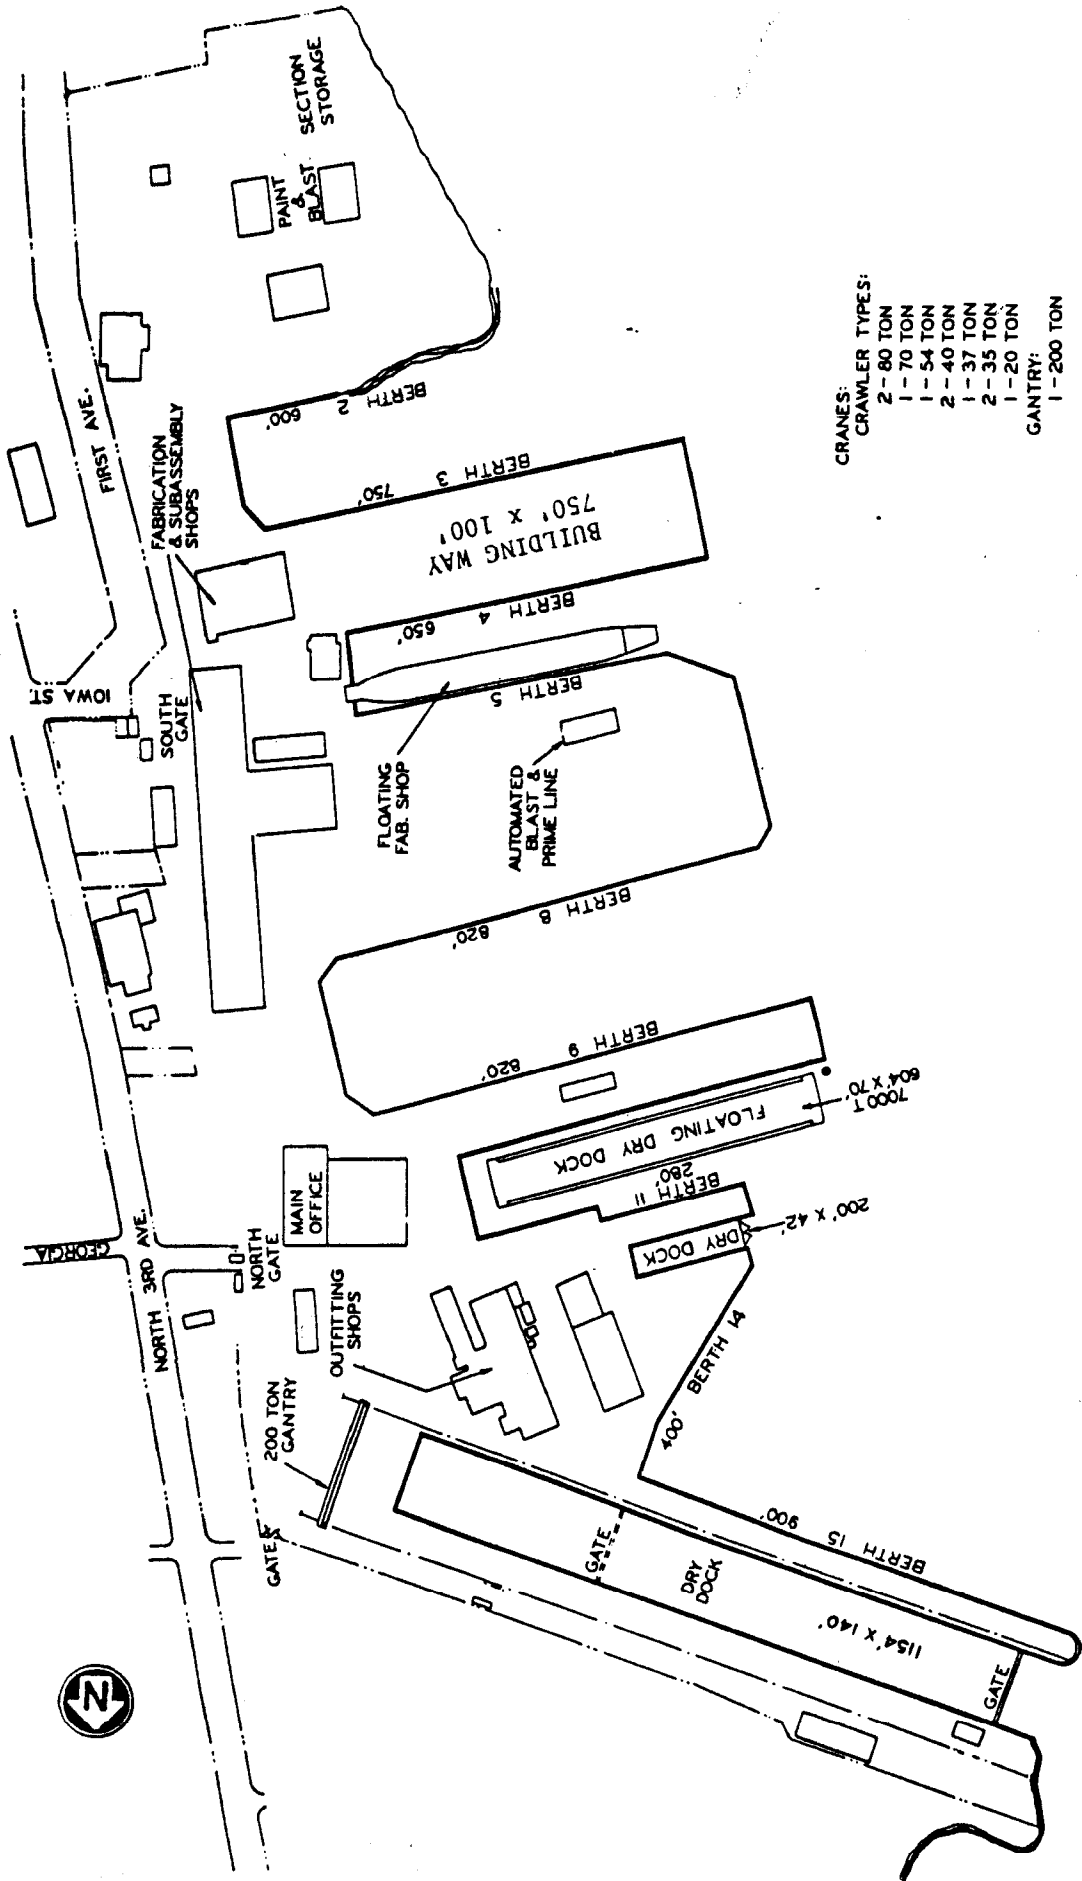 SECTION
STORAGE
PAINT
&
BLAST
FIRST AVE.
FABRICATION
& SUBASSEMBLY
SHOPS
IOWA ST.
SOUTH
GATE
BERTH 2 600'
BERTH 3 750'
BUILDING WAY
750' x 100'
BERTH 4 650'
BERTH 5
FLOATING
FAB. SHOP
AUTOMATED
BLAST &
PRIME LINE
BERTH 8 820'
BERTH 9 820'
FLOATING DRY DOCK
7000 T
604' X 70'
BERTH 11
280'
DRY DOCK
200' X 42'
MAIN
OFFICE
GEORGIA
NORTH 3RD AVE.
NORTH
GATE
OUTFITTING
SHOPS
200 TON
GANTRY
GATE
400' BERTH 14
BERTH 15 900'
GATE
DRY
DOCK
1154' X 140'
GATE
N
CRANES:
CRAWLER TYPES:
2 - 80 TON
1 - 70 TON
1 - 54 TON
2 - 40 TON
1 - 37 TON
2 - 35 TON
1 - 20 TON
GANTRY:
1 - 200 TON